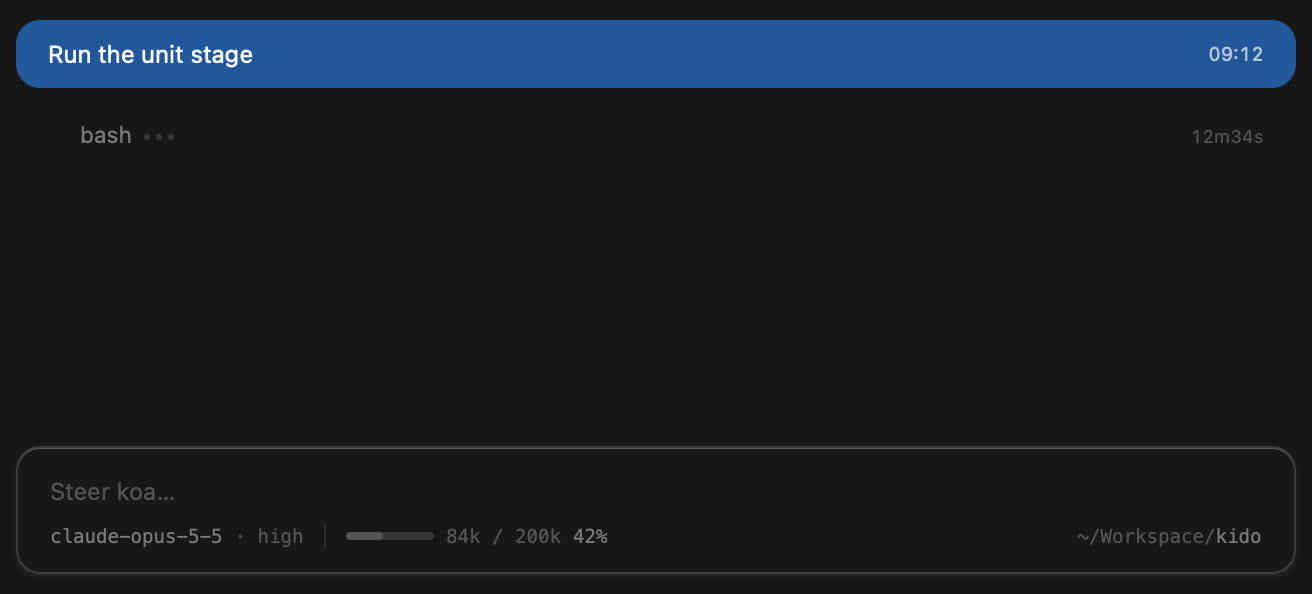 Run the unit stage 09:12
bash ••• 12m34s
Steer koa...
claude-opus-5-5 · high | 84k / 200k 42% ~/Workspace/kido